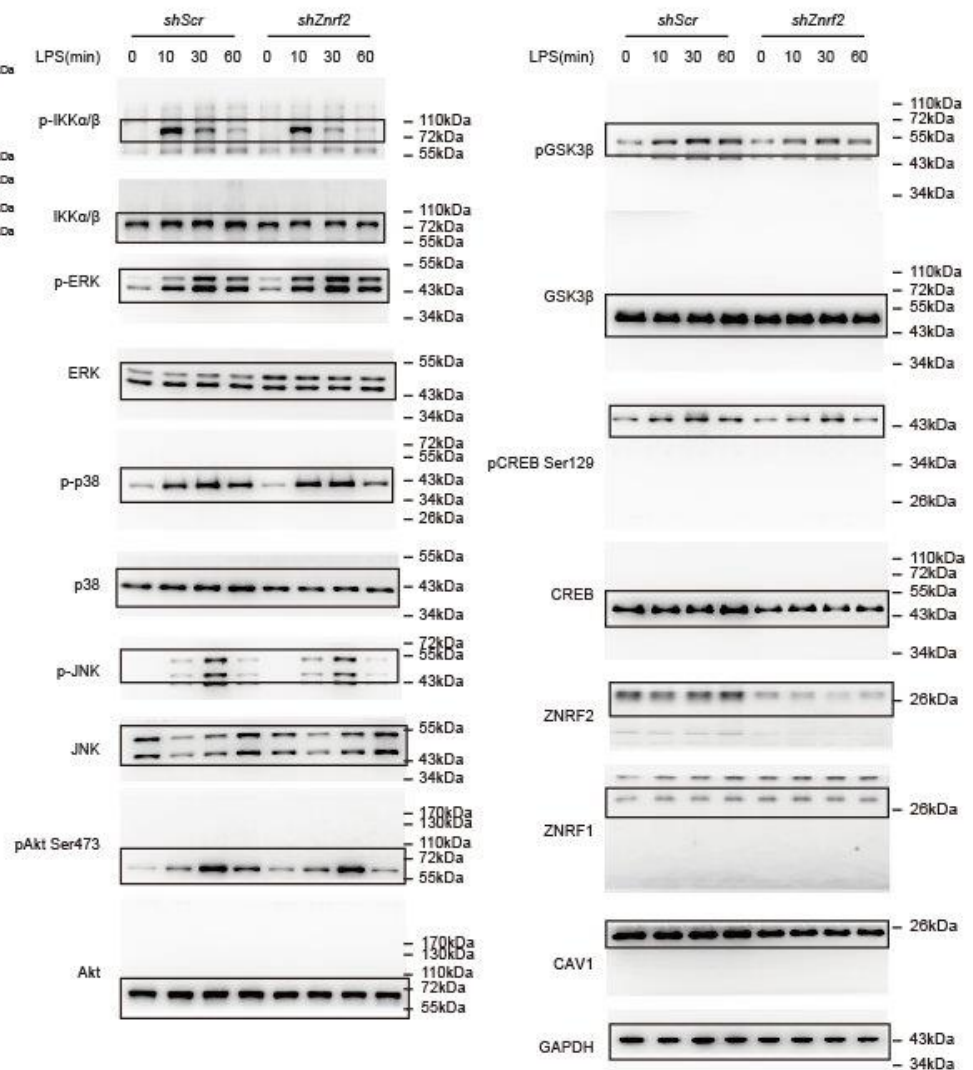 shScr shZnrf2
LPS(min) 0 10 30 60 0 10 30 60
Da
p-IKKα/β
110kDa
72kDa
55kDa
Da
Da
Da
Da
IKKα/β
110kDa
72kDa
55kDa
p-ERK
55kDa
43kDa
34kDa
ERK
55kDa
43kDa
34kDa
p-p38
72kDa
55kDa
43kDa
34kDa
26kDa
p38
55kDa
43kDa
34kDa
p-JNK
72kDa
55kDa
43kDa
JNK
55kDa
43kDa
34kDa
pAkt Ser473
170kDa
130kDa
110kDa
72kDa
55kDa
Akt
170kDa
130kDa
110kDa
72kDa
55kDa
shScr shZnrf2
LPS(min) 0 10 30 60 0 10 30 60
pGSK3β
110kDa
72kDa
55kDa
43kDa
34kDa
GSK3β
110kDa
72kDa
55kDa
43kDa
34kDa
pCREB Ser129
43kDa
34kDa
26kDa
CREB
110kDa
72kDa
55kDa
43kDa
34kDa
ZNRF2
26kDa
ZNRF1
26kDa
CAV1
26kDa
GAPDH
43kDa
34kDa